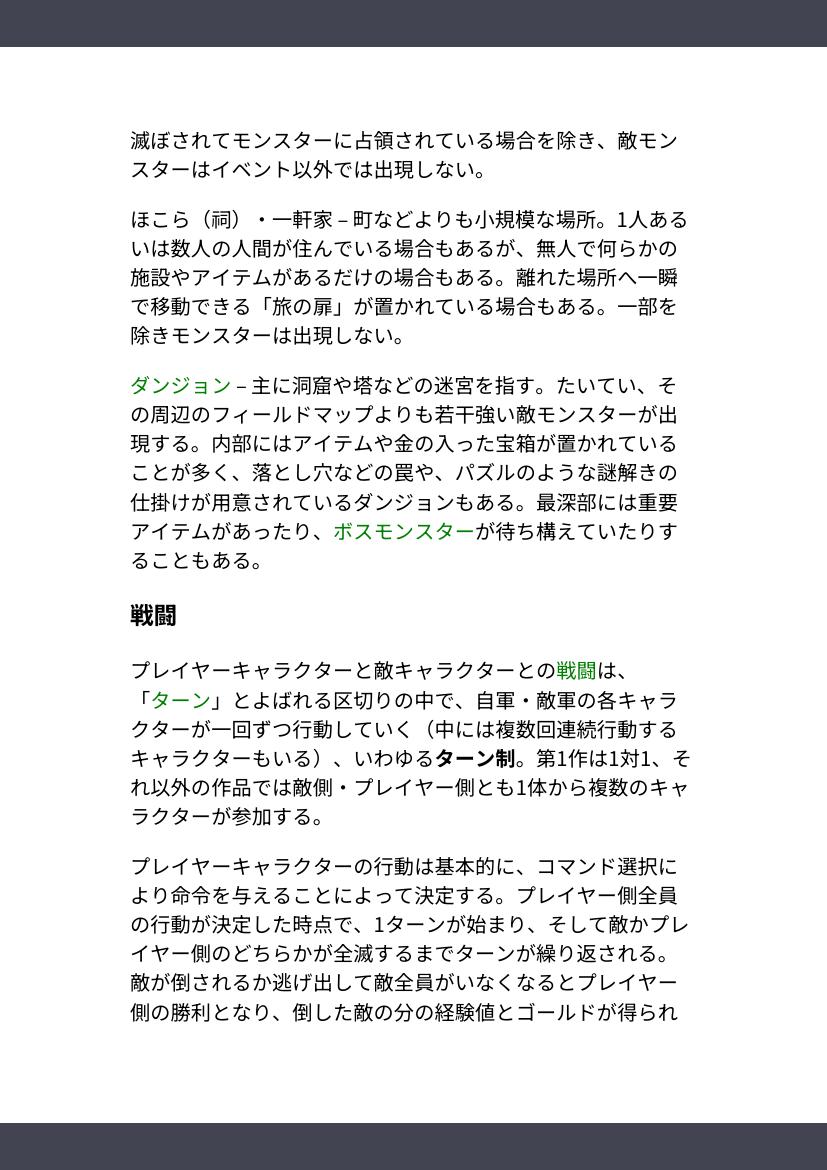 滅ぼされてモンスターに占領されている場合を除き、敵モン
スターはイベント以外では出現しない。
ほこら（祠）・一軒家 – 町などよりも小規模な場所。1人ある
いは数人の人間が住んでいる場合もあるが、無人で何らかの
施設やアイテムがあるだけの場合もある。離れた場所へ一瞬
で移動できる「旅の扉」が置かれている場合もある。一部を
除きモンスターは出現しない。
ダンジョン – 主に洞窟や塔などの迷宮を指す。たいてい、そ
の周辺のフィールドマップよりも若干強い敵モンスターが出
現する。内部にはアイテムや金の入った宝箱が置かれている
ことが多く、落とし穴などの罠や、パズルのような謎解きの
仕掛けが用意されているダンジョンもある。最深部には重要
アイテムがあったり、ボスモンスターが待ち構えていたりす
ることもある。
戦闘
プレイヤーキャラクターと敵キャラクターとの戦闘は、
「ターン」とよばれる区切りの中で、自軍・敵軍の各キャラ
クターが一回ずつ行動していく（中には複数回連続行動する
キャラクターもいる）、いわゆるターン制。第1作は1対1、そ
れ以外の作品では敵側・プレイヤー側とも1体から複数のキャ
ラクターが参加する。
プレイヤーキャラクターの行動は基本的に、コマンド選択に
より命令を与えることによって決定する。プレイヤー側全員
の行動が決定した時点で、1ターンが始まり、そして敵かプレ
イヤー側のどちらかが全滅するまでターンが繰り返される。
敵が倒されるか逃げ出して敵全員がいなくなるとプレイヤー
側の勝利となり、倒した敵の分の経験値とゴールドが得られ